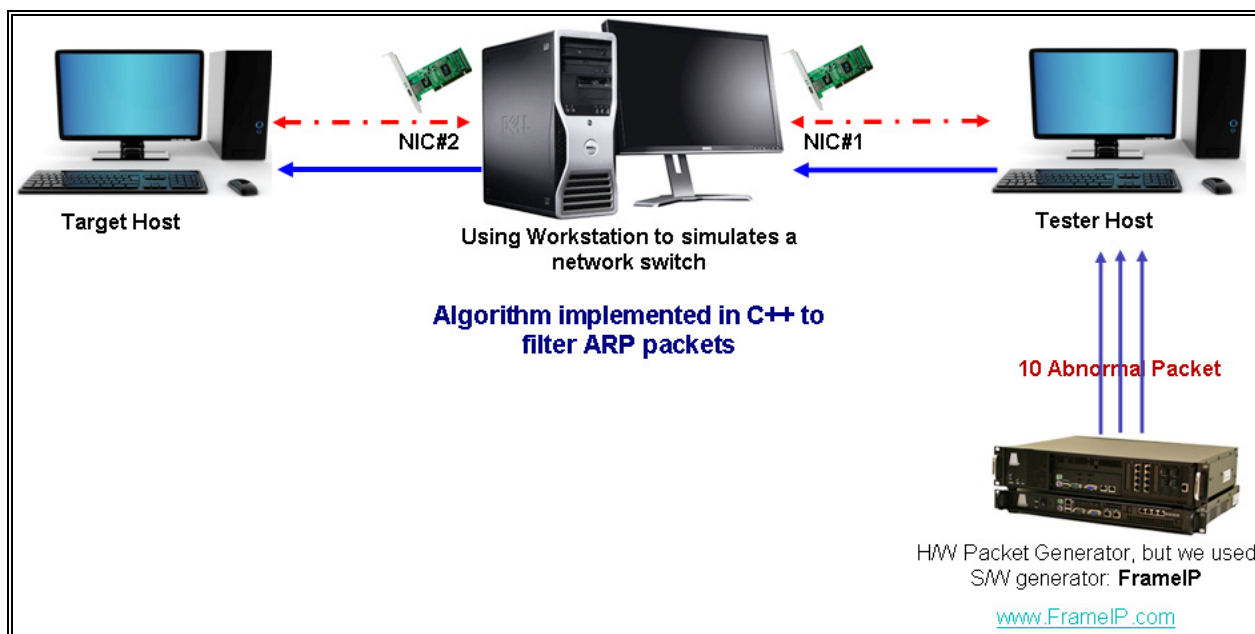 NIC#2
NIC#1
Target Host
Using Workstation to simulates a
network switch
Tester Host
Algorithm implemented in C++ to
filter ARP packets
10 Abnormal Packet
H/W Packet Generator, but we used
S/W generator: FrameIP
www.FrameIP.com